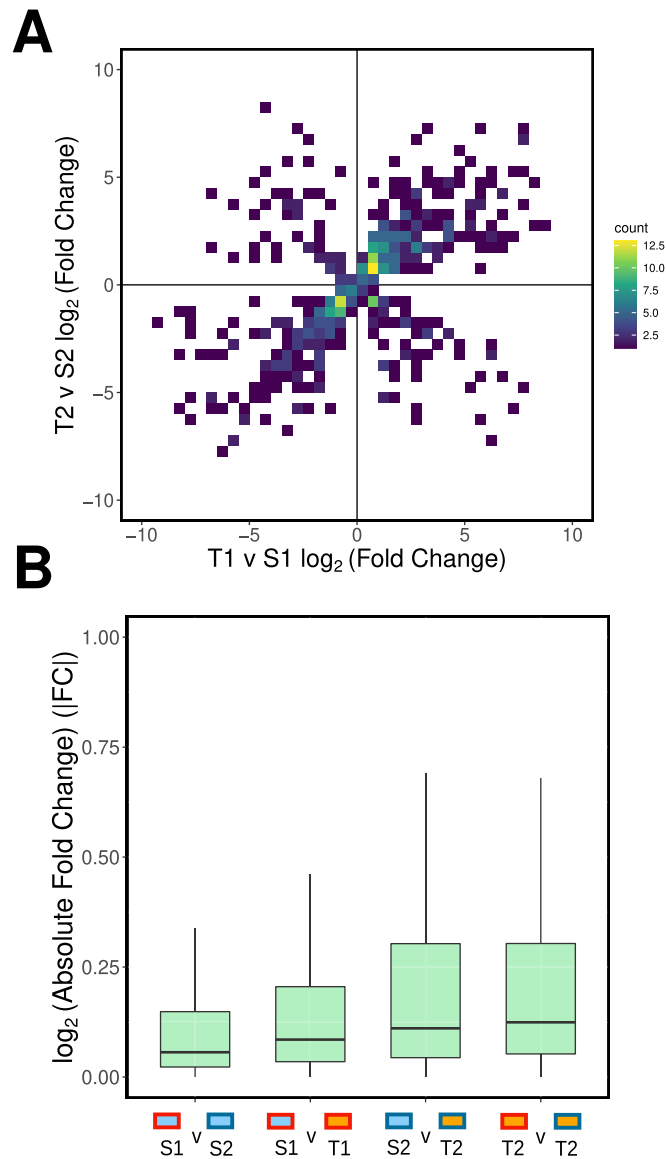 A
T2 v S2 log2 (Fold Change)
10
5
0
−5
−10
−10 −5 0 5 10
T1 v S1 log2 (Fold Change)
count
12.5
10.0
7.5
5.0
2.5
B
log2 (Absolute Fold Change) (|FC|)
1.00
0.75
0.50
0.25
0.00
S1 v S2 S1 v T1 S2 v T2 T2 v T2